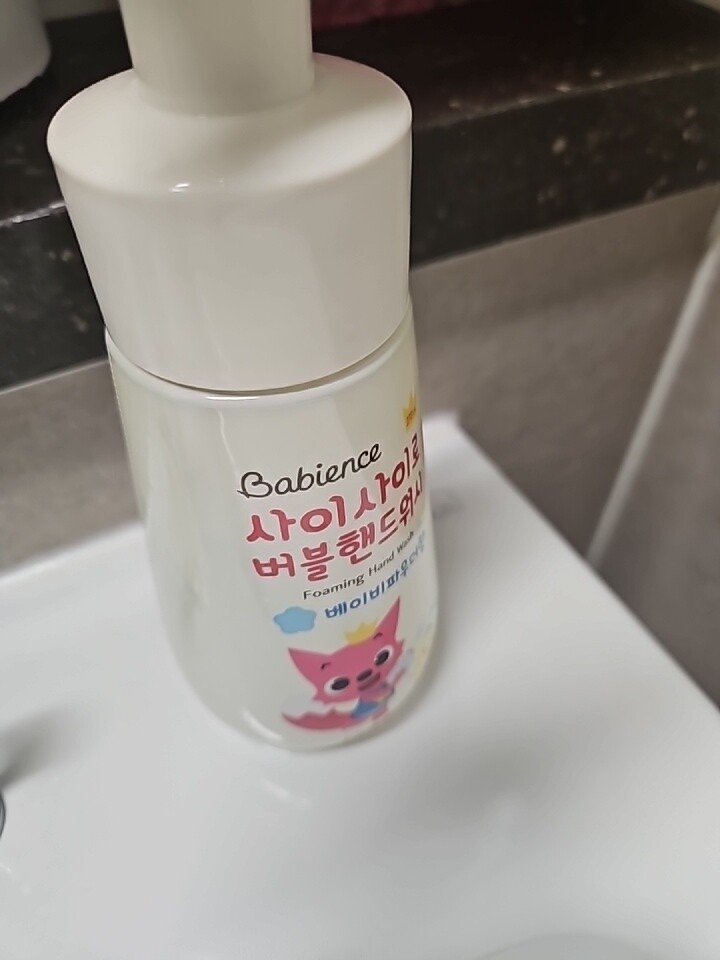 Babience
사이사이로
버블핸드워시
Foaming Hand Wash
베이비파우더향